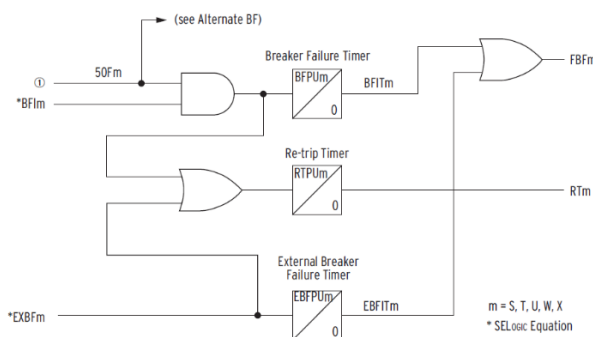 (see Alternate BF)
50Fm
①
*BFIm
Breaker Failure Timer
BFPUm
0
BFITm
FBFm
Re-trip Timer
RTPUm
0
RTm
External Breaker
Failure Timer
*EXBFm
EBFPUm
0
EBFITm
m = S, T, U, W, X
* SELOGIC Equation